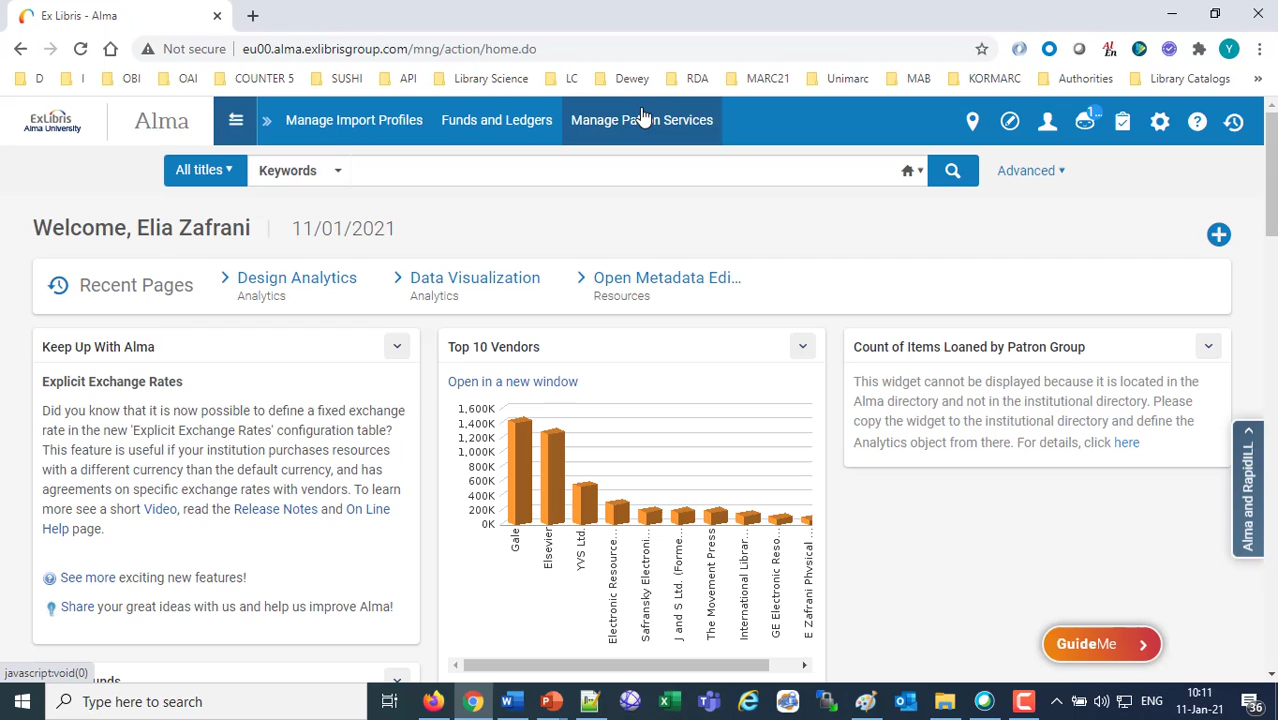 Ex Libris - Alma
Not secure eu00.alma.exlibrisgroup.com/mng/action/home.do
Y
D I OBI OAI COUNTER 5 SUSHI API Library Science LC Dewey RDA MARC21 Unimarc MAB KORMARC Authorities Library Catalogs »
ExLibris
Alma University
Alma
Manage Import Profiles Funds and Ledgers Manage Patron Services
1...
All titles Keywords Advanced
Welcome, Elia Zafrani 11/01/2021
Recent Pages
Design Analytics
Analytics
Data Visualization
Analytics
Open Metadata Edi...
Resources
Keep Up With Alma
Explicit Exchange Rates
Did you know that it is now possible to define a fixed exchange
rate in the new 'Explicit Exchange Rates' configuration table?
This feature is useful if your institution purchases resources
with a different currency than the default currency, and has
agreements on specific exchange rates with vendors. To learn
more see a short Video, read the Release Notes and On Line
Help page.
See more exciting new features!
Share your great ideas with us and help us improve Alma!
Top 10 Vendors
Open in a new window
1,600K
1,400K
1,200K
1,000K
800K
600K
400K
200K
0K
Gale
Elsevier
YVS Ltd.
Electronic Resource...
Safransky Electroni...
J and S Ltd. (Forme...
The Movement Press
International Librar...
GE Electronic Reso...
E Zafrani Physical ...
Count of Items Loaned by Patron Group
This widget cannot be displayed because it is located in the
Alma directory and not in the institutional directory. Please
copy the widget to the institutional directory and define the
Analytics object from there. For details, click here
Alma and RapidILL
GuideMe
javascript:void(0)
unds
Type here to search
ENG
10:11
11-Jan-21
36